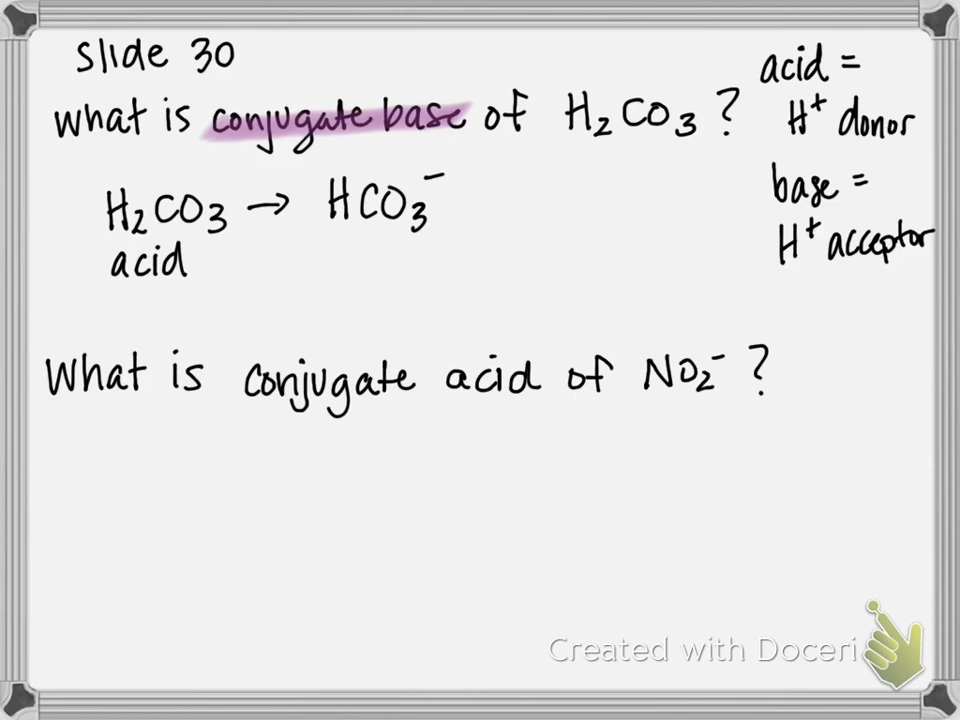 slide 30
what is conjugate base of H₂CO₃?
H₂CO₃ → HCO₃⁻
acid
acid =
H⁺ donor
base =
H⁺ acceptor
What is conjugate acid of NO₂⁻?
Created with Doceri